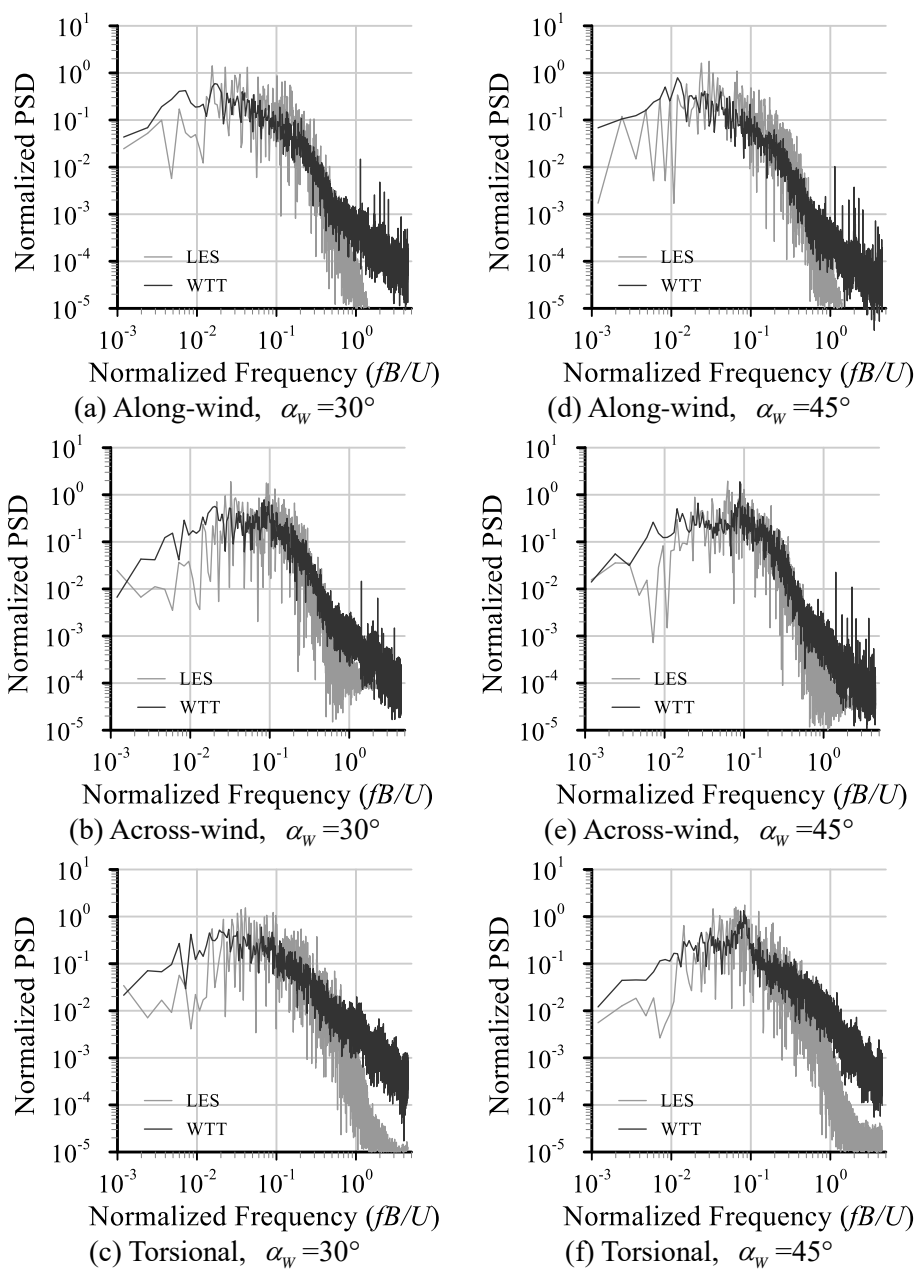 Normalized PSD
10^1
10^0
10^-1
10^-2
10^-3
10^-4
10^-5
LES
WTT
10^-3 10^-2 10^-1 10^0
Normalized Frequency (fB/U)
(a) Along-wind, α_W =30°
Normalized PSD
10^1
10^0
10^-1
10^-2
10^-3
10^-4
10^-5
LES
WTT
10^-3 10^-2 10^-1 10^0
Normalized Frequency (fB/U)
(d) Along-wind, α_W =45°
Normalized PSD
10^1
10^0
10^-1
10^-2
10^-3
10^-4
10^-5
LES
WTT
10^-3 10^-2 10^-1 10^0
Normalized Frequency (fB/U)
(b) Across-wind, α_W =30°
Normalized PSD
10^1
10^0
10^-1
10^-2
10^-3
10^-4
10^-5
LES
WTT
10^-3 10^-2 10^-1 10^0
Normalized Frequency (fB/U)
(e) Across-wind, α_W =45°
Normalized PSD
10^1
10^0
10^-1
10^-2
10^-3
10^-4
10^-5
LES
WTT
10^-3 10^-2 10^-1 10^0
Normalized Frequency (fB/U)
(c) Torsional, α_W =30°
Normalized PSD
10^1
10^0
10^-1
10^-2
10^-3
10^-4
10^-5
LES
WTT
10^-3 10^-2 10^-1 10^0
Normalized Frequency (fB/U)
(f) Torsional, α_W =45°